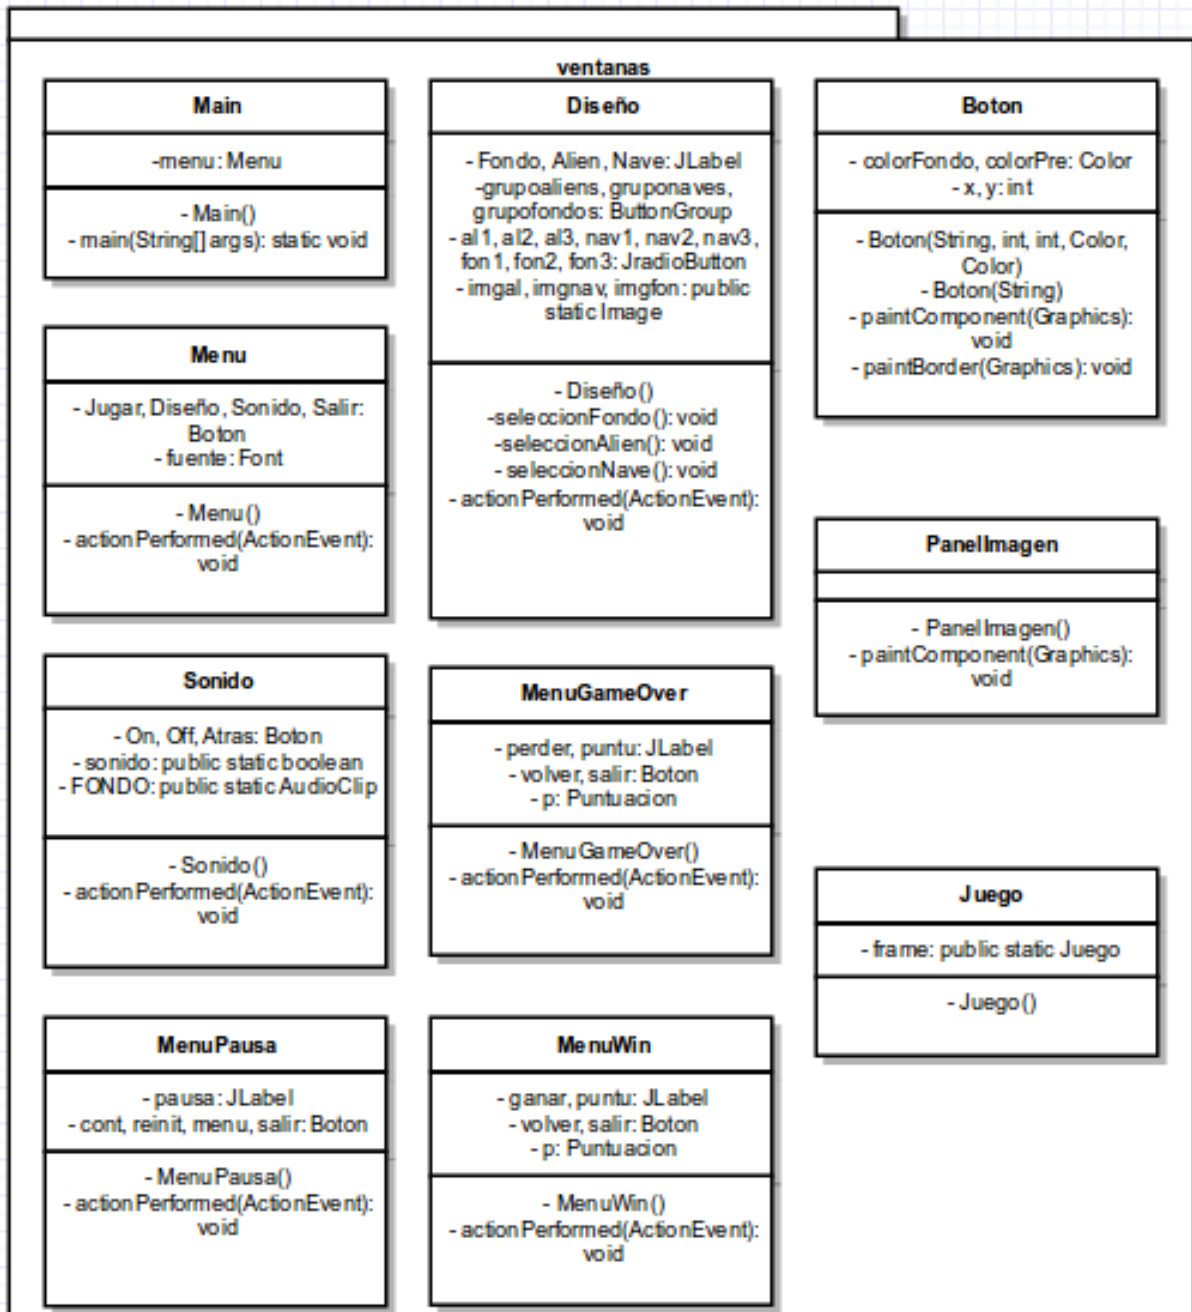 ventanas
Main
-menu: Menu
- Main()
- main(String[] args): static void
Menu
- Jugar, Diseño, Sonido, Salir:
Boton
- fuente: Font
- Menu()
- actionPerformed(ActionEvent):
void
Sonido
- On, Off, Atras: Boton
- sonido: public static boolean
- FONDO: public static AudioClip
- Sonido()
- actionPerformed(ActionEvent):
void
MenuPausa
- pausa: JLabel
- cont, reinit, menu, salir: Boton
- MenuPausa()
- actionPerformed(ActionEvent):
void
Diseño
- Fondo, Alien, Nave: JLabel
-grupoaliens, gruponaves,
grupofondos: ButtonGroup
- al1, al2, al3, nav1, nav2, nav3,
fon1, fon2, fon3: JradioButton
- imgal, imgnav, imgfon: public
static Image
- Diseño()
-seleccionFondo(): void
-seleccionAlien(): void
- seleccionNave(): void
- actionPerformed(ActionEvent):
void
MenuGameOver
- perder, puntu: JLabel
- volver, salir: Boton
- p: Puntuacion
- MenuGameOver()
- actionPerformed(ActionEvent):
void
MenuWin
- ganar, puntu: JLabel
- volver, salir: Boton
- p: Puntuacion
- MenuWin()
- actionPerformed(ActionEvent):
void
Boton
- colorFondo, colorPre: Color
- x, y: int
- Boton(String, int, int, Color,
Color)
- Boton(String)
- paintComponent(Graphics):
void
- paintBorder(Graphics): void
PanelImagen
- PanelImagen()
- paintComponent(Graphics):
void
Juego
- frame: public static Juego
- Juego()